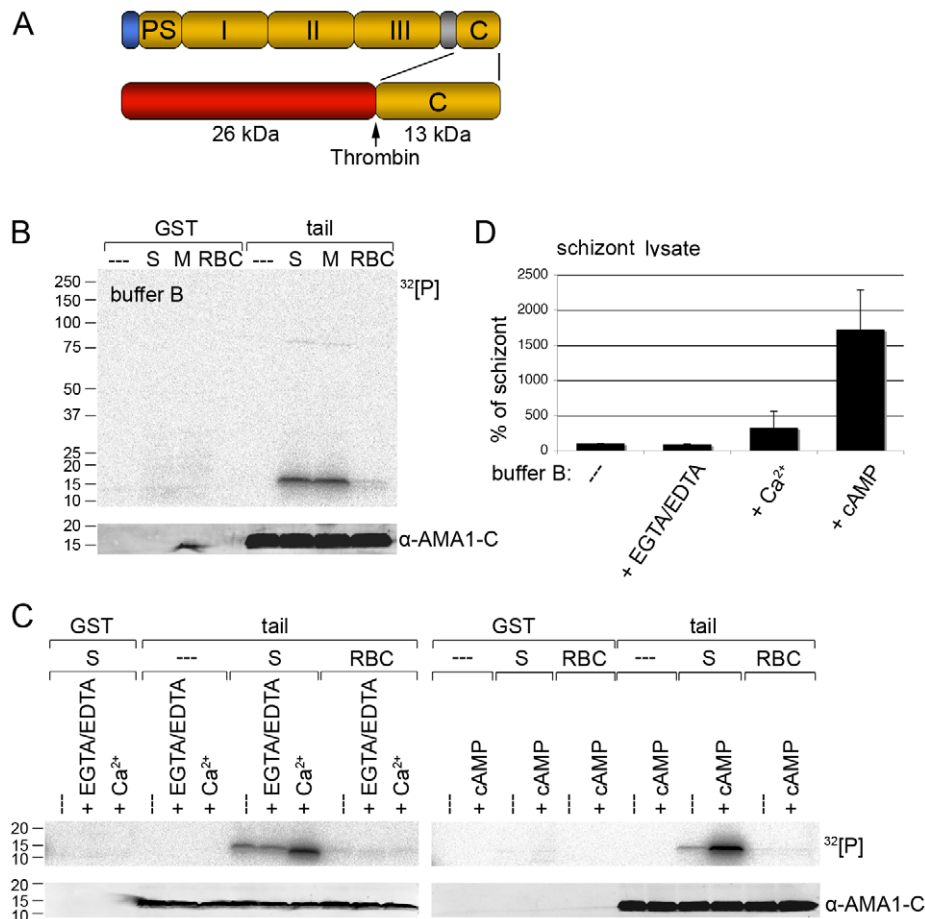 A
PS I II III C
C
26 kDa 13 kDa
Thrombin
B
GST tail
--- S M RBC --- S M RBC
buffer B
32[P]
250
150
100
75
50
37
25
20
15
10
20
15
α-AMA1-C
D
schizont lysate
% of schizont
2500
2000
1500
1000
500
0
buffer B:
---
+ EGTA/EDTA
+ Ca²⁺
+ cAMP
C
GST tail
S --- S RBC
--- + EGTA/EDTA + Ca²⁺ --- + EGTA/EDTA + Ca²⁺ --- + EGTA/EDTA + Ca²⁺ --- + EGTA/EDTA + Ca²⁺
20
15
10
20
15
10
GST tail
--- S RBC --- S RBC
--- + cAMP --- + cAMP --- + cAMP --- + cAMP --- + cAMP --- + cAMP
32[P]
α-AMA1-C